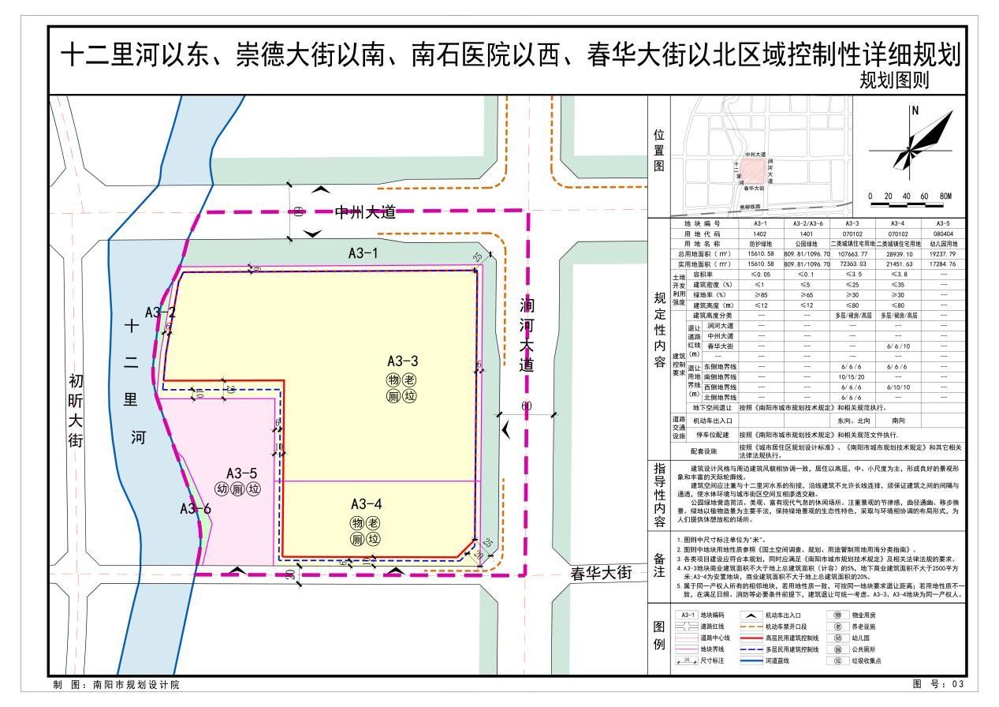 十二里河以东、崇德大街以南、南石医院以西、春华大街以北区域控制性详细规划
规划图则
中州大道
60
A3-1
25
6
A3-2
6
十二里河
初昕大街
A3-3
物 老
厕 垃
涧河大道
6
60
10
20
6
10
A3-5
幼 厕 垃
A3-6
A3-4
物 老
厕 垃
25
20
6
10
20
春华大街
位置图
中州大道
十二里河
涧河大道
春华大街
焦柳铁路
N
0 20 40 60 80M
规定性内容
地块编号 A3-1 A3-2/A3-6 A3-3 A3-4 A3-5
用地代码 1402 1401 070102 070102 080404
用地名称 防护绿地 公园绿地 二类城镇住宅用地 二类城镇住宅用地 幼儿园用地
总用地面积(㎡) 15610.58 809.81/1096.70 107663.77 28939.10 19237.79
实用地面积(㎡) 15610.58 809.81/1096.70 72363.03 21451.63 17284.76
土地开发利用强度
容积率 ≤0.05 ≤0.1 ≤3.5 ≤3.8 --
建筑密度(%) ≤1 ≤5 ≤25 ≤35 --
绿地率(%) ≥85 ≥65 ≥30 ≥30 --
建筑高度(m) ≤12 ≤12 ≤80 ≤80 --
建筑控制要求
建筑高度分类 -- -- 多层/裙房/高层 多层/裙房/高层 --
退让道路红线(m)
涧河大道 -- -- -- -- --
中州大道 -- -- -- -- --
春华大街 -- -- -- 6/6/10 --
-- -- -- -- -- --
退让用地界线(m)
东侧地界线 -- -- 6/6/6 6/6/6 --
南侧地界线 -- -- 10/15/20 -- --
西侧地界线 -- -- 6/6/6 6/10/10 --
北侧地界线 -- -- 6/6/6 -- --
地下空间退让 按照《南阳市城市规划技术规定》和相关规范执行。
道路交通设施
机动车出入口 东向、北向 南向
停车位配建 按照《南阳市城市规划技术规定》和相关规范文件执行.
配套设施 按照《城市居住区规划设计标准》、《南阳市城市规划技术规定》和其它相关
法律法规执行。
指导性内容
建筑设计风格与周边建筑风貌相协调一致，居住以高层，中、小尺度为主，形成良好的景观形
象和丰富的天际轮廓线。
建筑空间应注重与十二里河水系的衔接，沿线建筑不允许长线连排，须保证建筑之间的间隔与
通透，使水体环境与城市街区空间互相渗透交融。
公园绿地营造简洁、美观、富有现代气息的休闲场所。注重景观的节律感，曲径通幽、移步换
景。绿地以植物造景为主要手法，保持绿地景观的生态性特色，采取与环境相协调的布局形式，为
人们提供休憩放松的场所。
备注
1. 图则中尺寸标注单位为"米"。
2. 图则中地块用地性质参照《国土空间调查、规划、用途管制用地用海分类指南》。
3. 各类项目建设应符合本规划，同时应满足《南阳市城市规划技术规定》及相关法律法规的要求。
4. A3-3地块商业建筑面积不大于地上总建筑面积（计容）的5%，地下商业建筑面积不大于2500平方
米;A3-4为安置地块，商业建筑面积不大于地上总建筑面积的20%。
5. 属于同一产权人所有的相邻地块，若用地性质一致，可按同一地块要求退让距离；若用地性质不一
致，在满足日照、消防等必要条件前提下，建筑退让可统一考虑。A3-3、A3-4地块为同一产权人。
图例
A3-1 地块编码 机动车出入口 物 物业用房
道路红线 机动车禁开口段 老 养老设施
道路中心线 高层民用建筑控制线 幼 幼儿园
地块界线 多层民用建筑控制线 厕 公共厕所
20 尺寸标注 河道蓝线 垃 垃圾收集点
制 图：南阳市规划设计院
图 号：03